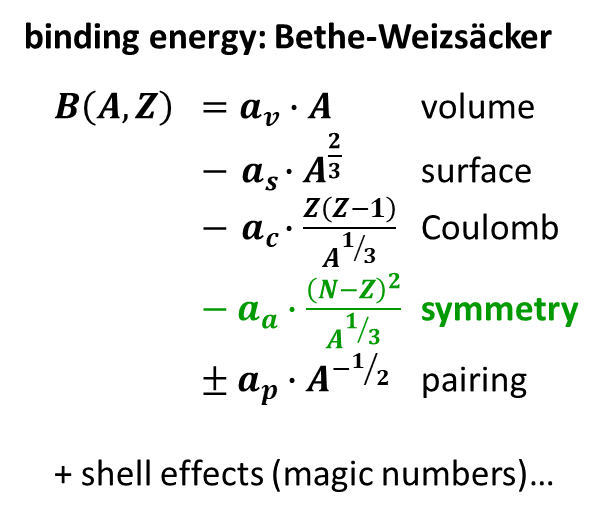 binding energy: Bethe-Weizsäcker
B(A, Z) = a_v · A volume
− a_s · A^{2/3} surface
− a_c · Z(Z−1)/A^{1/3} Coulomb
− a_a · (N−Z)²/A^{1/3} symmetry
± a_p · A^{−1/2} pairing
+ shell effects (magic numbers)...